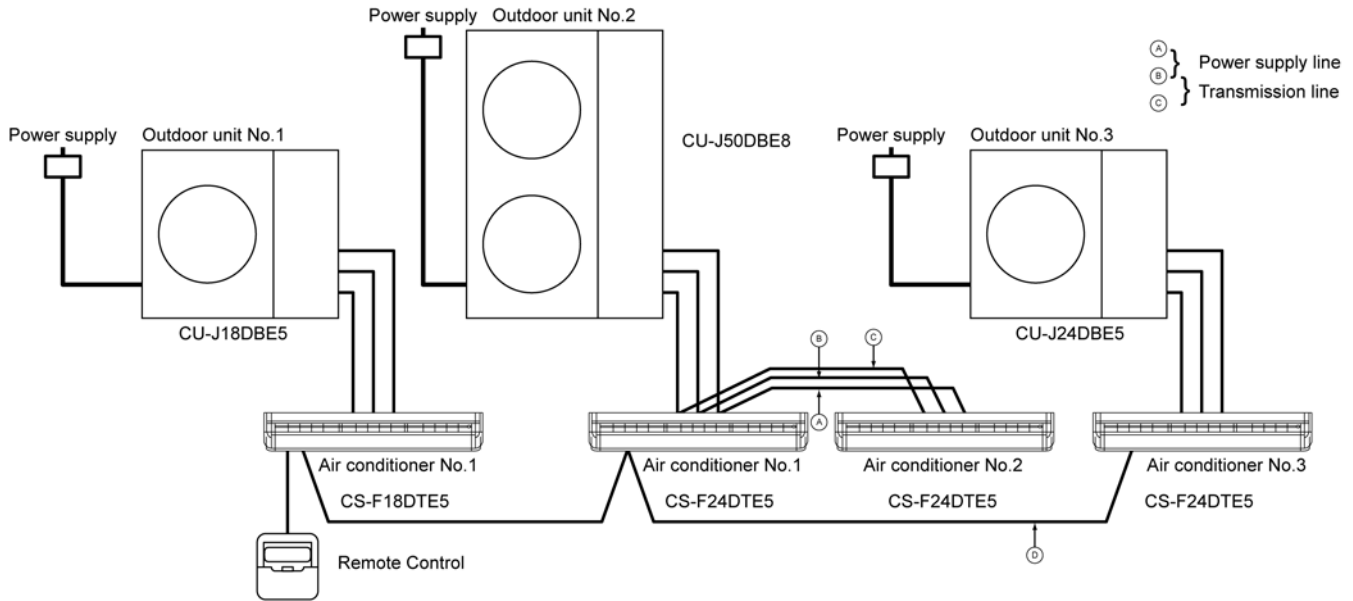 Power supply
Outdoor unit No.2
Ⓐ
Ⓑ
Ⓒ
} Power supply line
} Transmission line
Power supply
Outdoor unit No.1
CU-J50DBE8
Power supply
Outdoor unit No.3
CU-J18DBE5
CU-J24DBE5
Ⓑ
Ⓒ
Ⓐ
Air conditioner No.1
Air conditioner No.1
Air conditioner No.2
Air conditioner No.3
CS-F18DTE5
CS-F24DTE5
CS-F24DTE5
CS-F24DTE5
Ⓓ
Remote Control